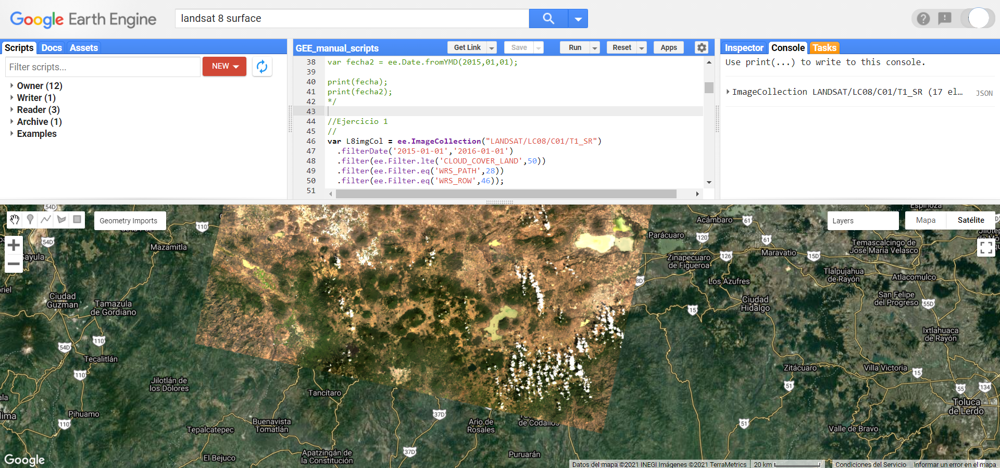 Google Earth Engine
landsat 8 surface
Scripts Docs Assets
Filter scripts...
NEW
Owner (12)
Writer (1)
Reader (3)
Archive (1)
Examples
GEE_manual_scripts
Get Link
Save
Run
Reset
Apps
38 var fecha2 = ee.Date.fromYMD(2015,01,01);
39
40 print(fecha);
41 print(fecha2);
42 */
43
44 //Ejercicio 1
45 //
46 var L8imgCol = ee.ImageCollection("LANDSAT/LC08/C01/T1_SR")
47 .filterDate('2015-01-01','2016-01-01')
48 .filter(ee.Filter.lte('CLOUD_COVER_LAND',50))
49 .filter(ee.Filter.eq('WRS_PATH',28))
50 .filter(ee.Filter.eq('WRS_ROW',46));
51
Inspector Console Tasks
Use print(...) to write to this console.
ImageCollection LANDSAT/LC08/C01/T1_SR (17 el…
JSON
Geometry Imports
Layers
Mapa
Satélite
54D
110
54D
Mazamitla
Sayula
riel
Ciudad
Guzman
Tamazula
de Gordiano
110
54D
Tecalitlán
110
Jilotlán de
los Dolores
ala
lima
Pihuamo
110
Tepalcatepec
Buenavista
Tomatlán
Tancítaro
El Bejuco
Apatzingán de
la Constitución
37D
37D
Ario de
Rosales
de Codallos
Puruarán
Espinoza
Acámbaro
61
Parácuaro
120
61
Zinapecuaro
de Figueroa
126
Maravatio
15D
Temascalcingo de
José María Velasco
Tlalpujahua
de Rayón
Atlacomulco
Los Azufres
Ciudad
Hidalgo
15
San Felipe
del Progreso
55D
Ixtlahuaca
de Rayón
Zitácuaro
Villa Victoria
15
51
55
134
Toluca
de Lerdo
51
Valle de Bravo
Google
Datos del mapa ©2021 INEGI Imágenes ©2021 TerraMetrics
20 km
Condiciones del Servicio
Informar un error en el mapa